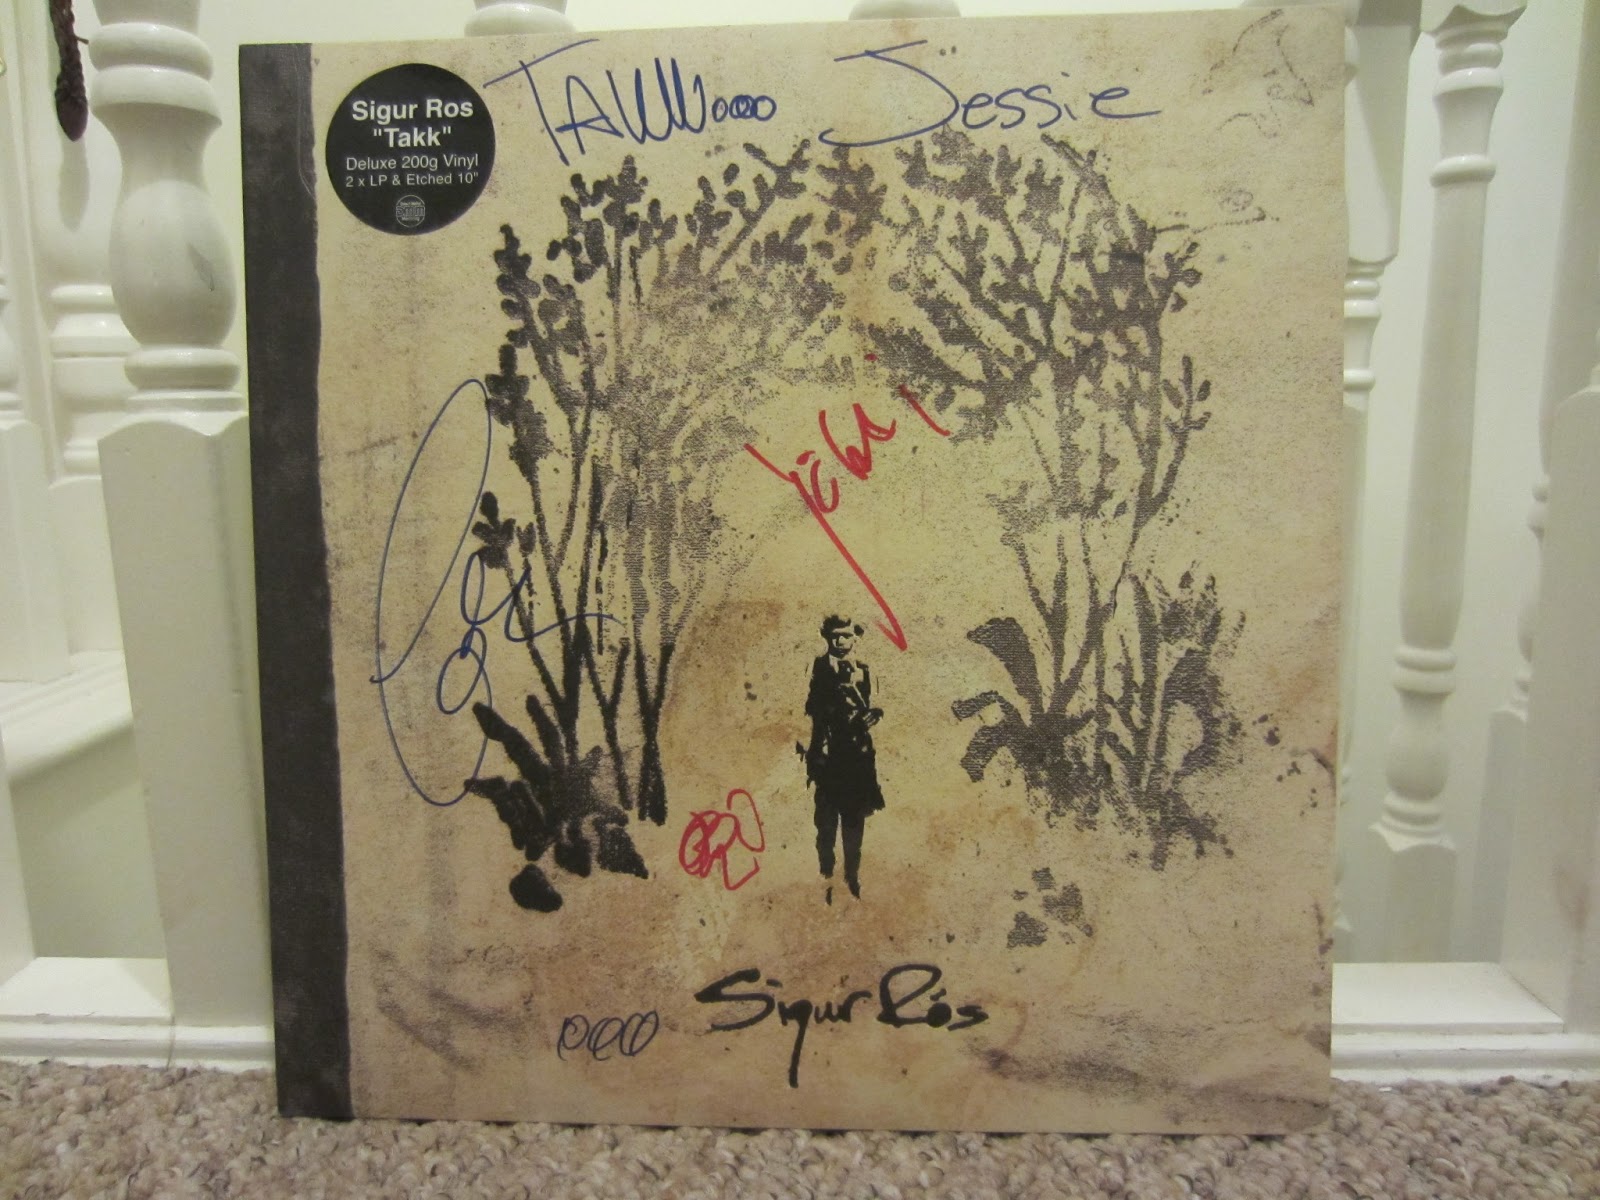 Sigur Ros
"Takk"
Deluxe 200g Vinyl
2 x LP & Etched 10"
TAKK... Jessie
Sigur Rós